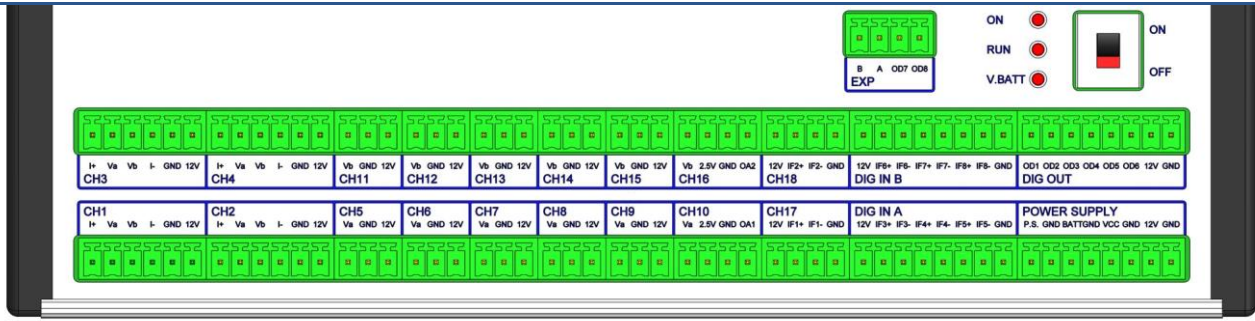 ON
RUN
V.BATT
ON
OFF
B A OD7 OD8
EXP
I+ Va Vb I- GND 12V
CH3
I+ Va Vb I- GND 12V
CH4
Vb GND 12V
CH11
Vb GND 12V
CH12
Vb GND 12V
CH13
Vb GND 12V
CH14
Vb GND 12V
CH15
Vb 2.5V GND OA2
CH16
12V IF2+ IF2- GND
CH18
12V IF6+ IF6- IF7+ IF7- IF8+ IF8- GND
DIG IN B
OD1 OD2 OD3 OD4 OD5 OD6 12V GND
DIG OUT
CH1
I+ Va Vb I- GND 12V
CH2
I+ Va Vb I- GND 12V
CH5
Va GND 12V
CH6
Va GND 12V
CH7
Va GND 12V
CH8
Va GND 12V
CH9
Va GND 12V
CH10
Va 2.5V GND OA1
CH17
12V IF1+ IF1- GND
DIG IN A
12V IF3+ IF3- IF4+ IF4- IF5+ IF5- GND
POWER SUPPLY
P.S. GND BATTGND VCC GND 12V GND